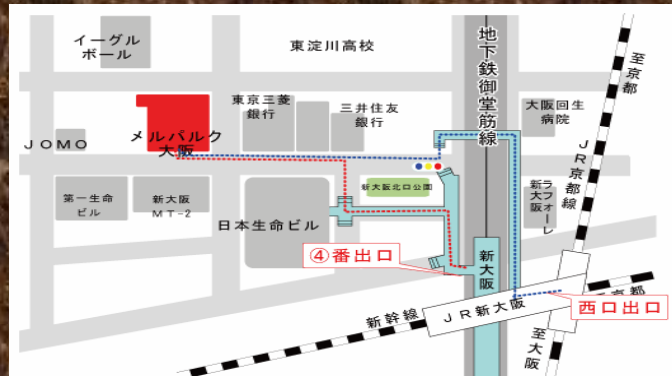 イーグル
ボール
東淀川高校
地下鉄御堂筋線
至京都
東京三菱
銀行
三井住友
銀行
大阪回生
病院
JOMO
メルパルク
大阪
JR京都線
新大阪北口公園
第一生命
ビル
新大阪
MT-2
ラフォーレ
新大阪
日本生命ビル
④番出口
新大阪
至京都
新幹線
JR新大阪
西口出口
至大阪